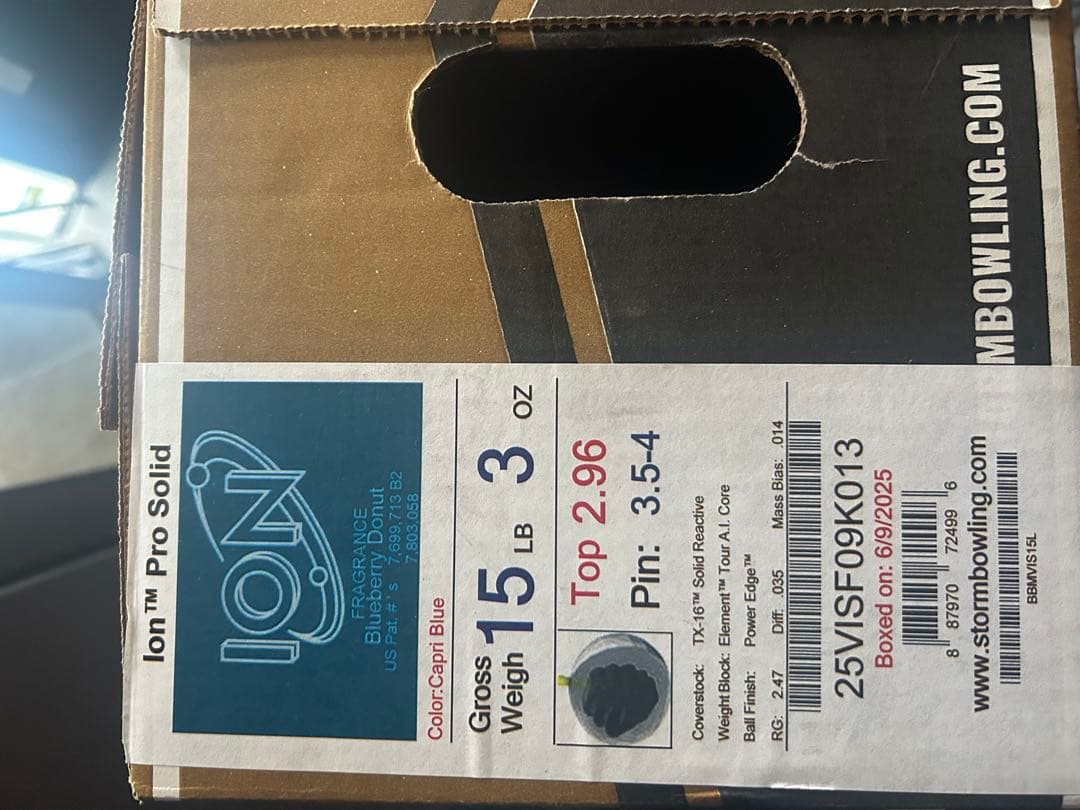 Ion™ Pro Solid
ION
FRAGRANCE
Blueberry Donut
US Pat. #' s 7,699,713 B2
7,803,058
Color:Capri Blue
Gross Weigh 15 LB 3 OZ
Top 2.96
Pin: 3.5-4
Coverstock: TX-16™ Solid Reactive
Weight Block: Element™ Tour A.I. Core
Ball Finish: Power Edge™
RG: 2.47 Diff: .035 Mass Bias: .014
25VISF09K013
Boxed on: 6/9/2025
8 87970 72499 6
www.stormbowling.com
BBMVIS15L
MBOWLING.COM